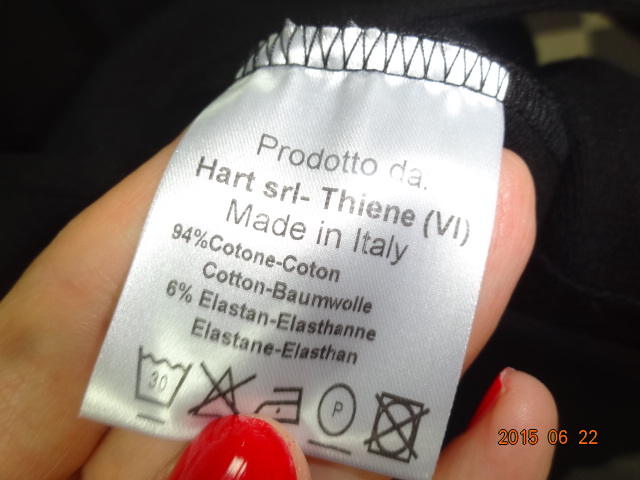 Prodotto da.
Hart srl- Thiene (VI)
Made in Italy
94%Cotone-Coton
Cotton-Baumwolle
6% Elastan-Elasthanne
Elastane-Elasthan
30
P
2015 06 22